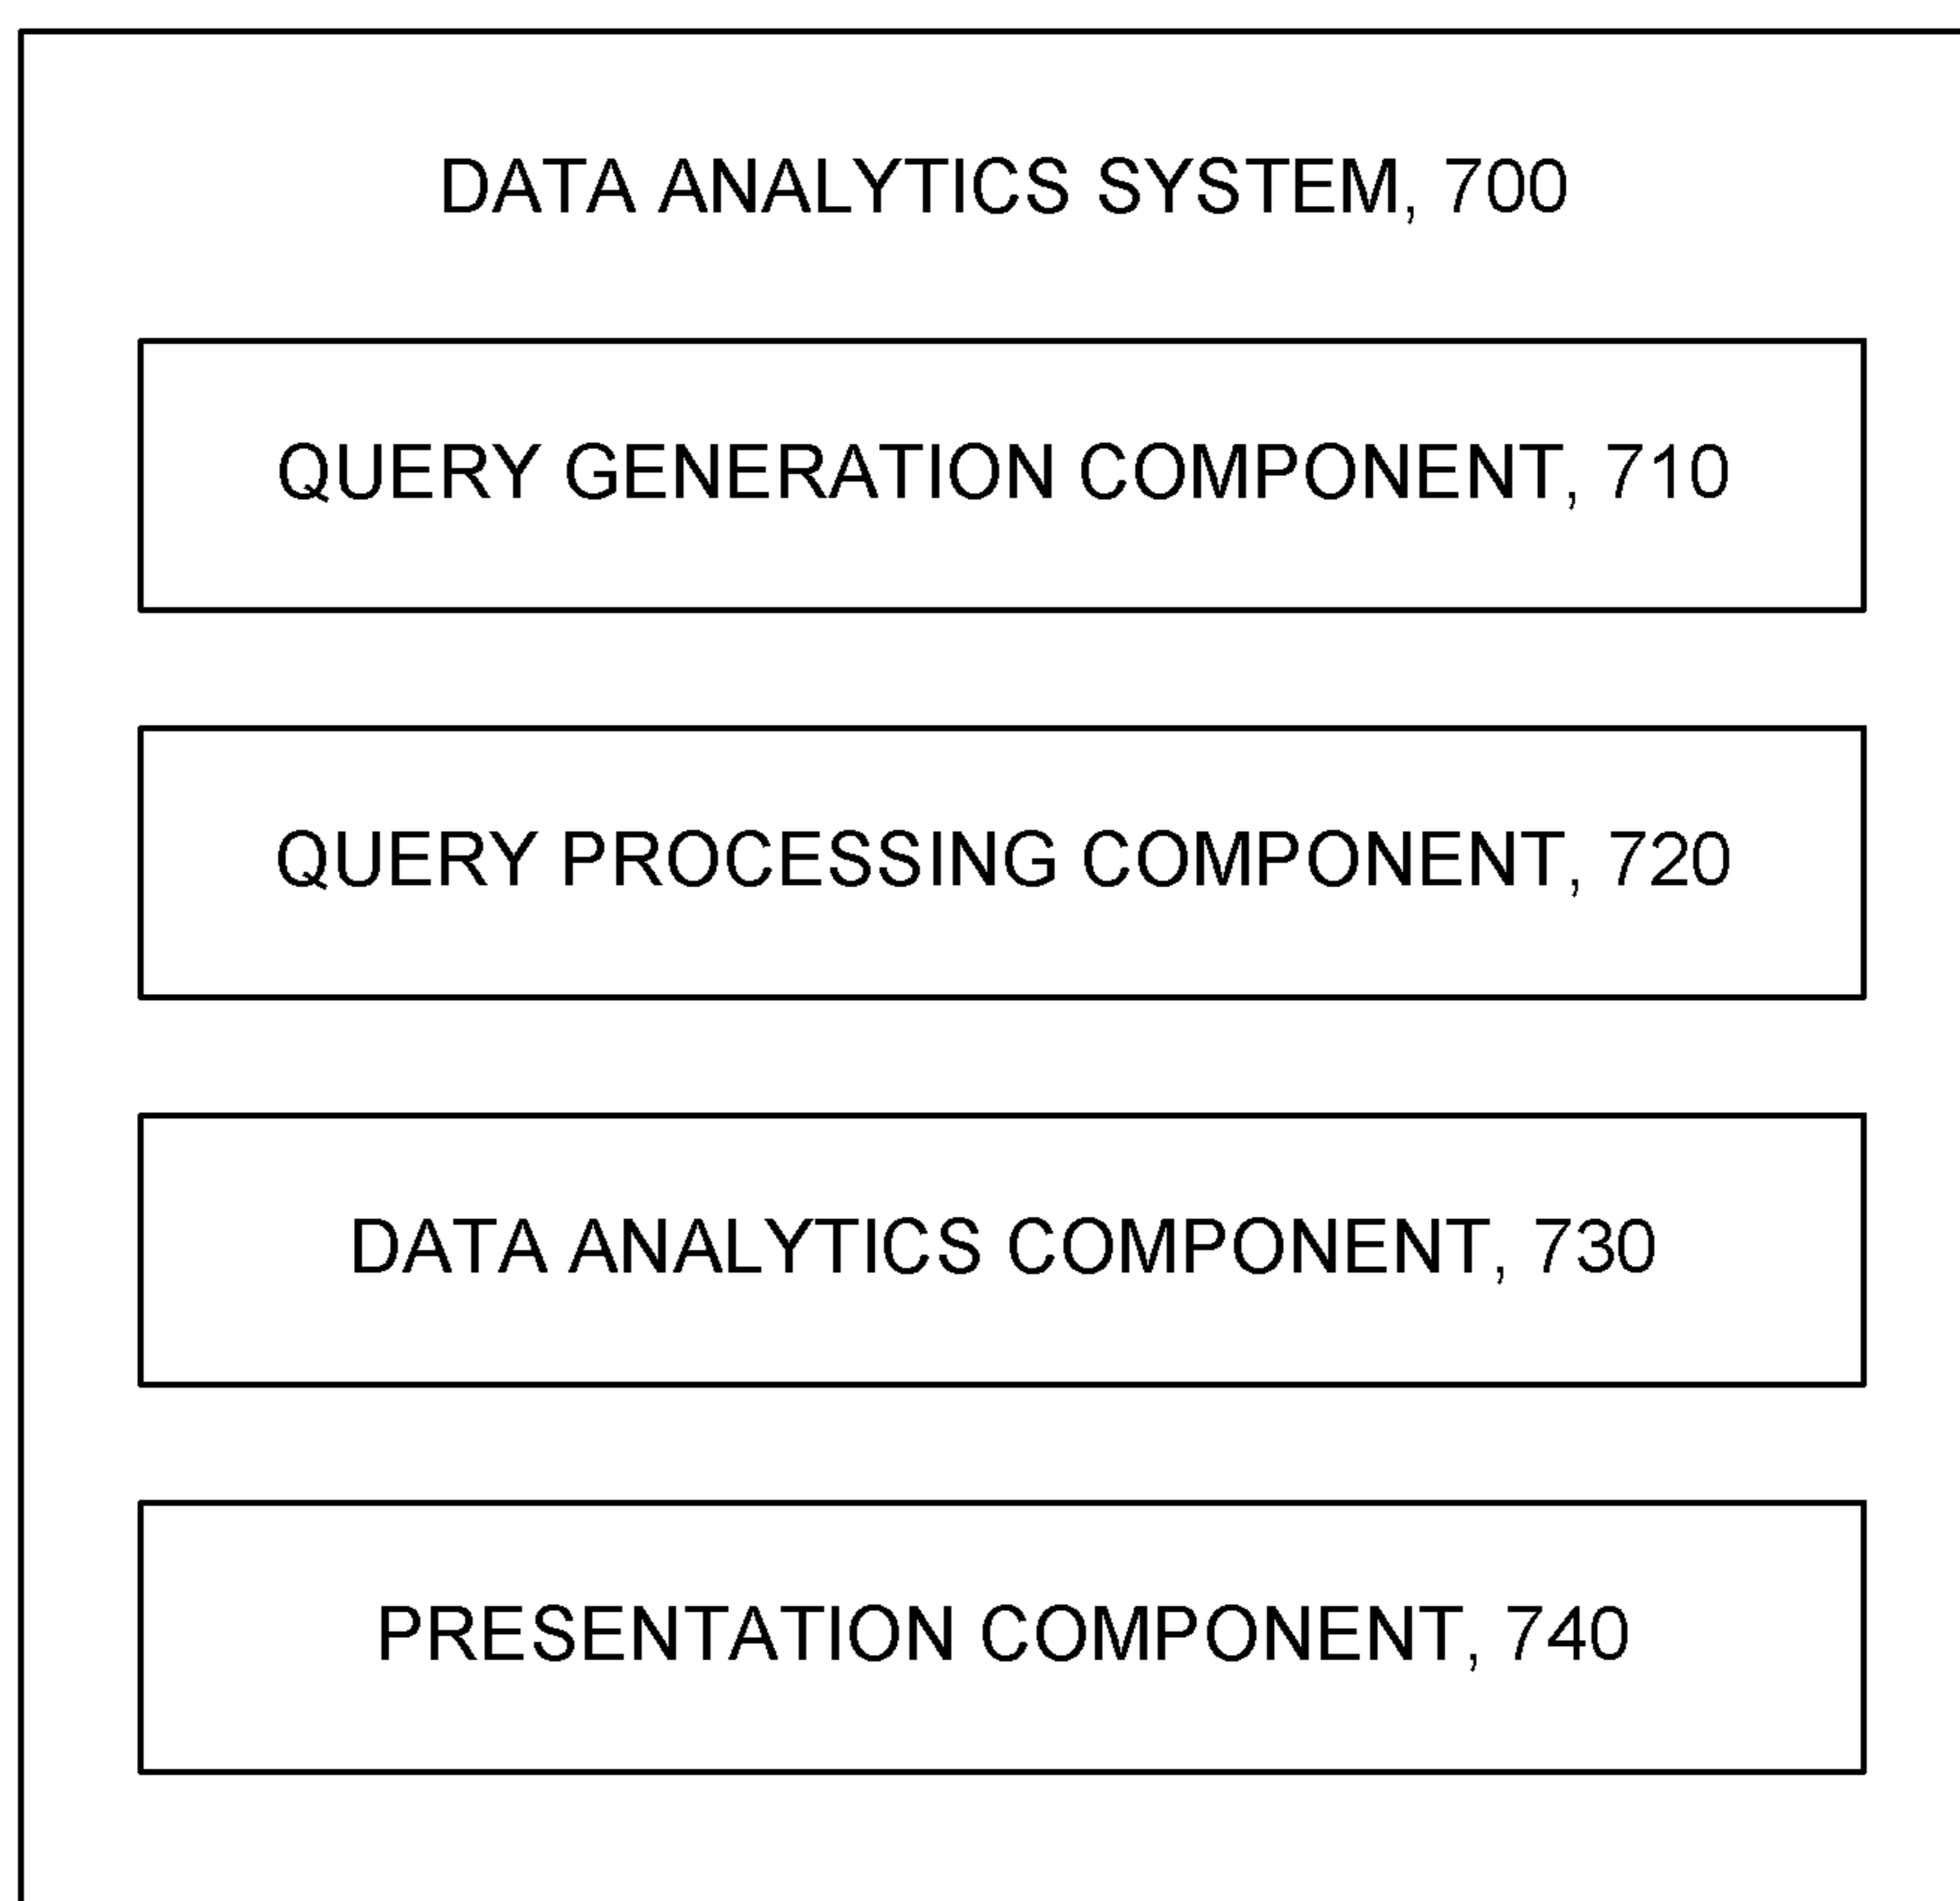 DATA ANALYTICS SYSTEM, 700
QUERY GENERATION COMPONENT, 710
QUERY PROCESSING COMPONENT, 720
DATA ANALYTICS COMPONENT, 730
PRESENTATION COMPONENT, 740